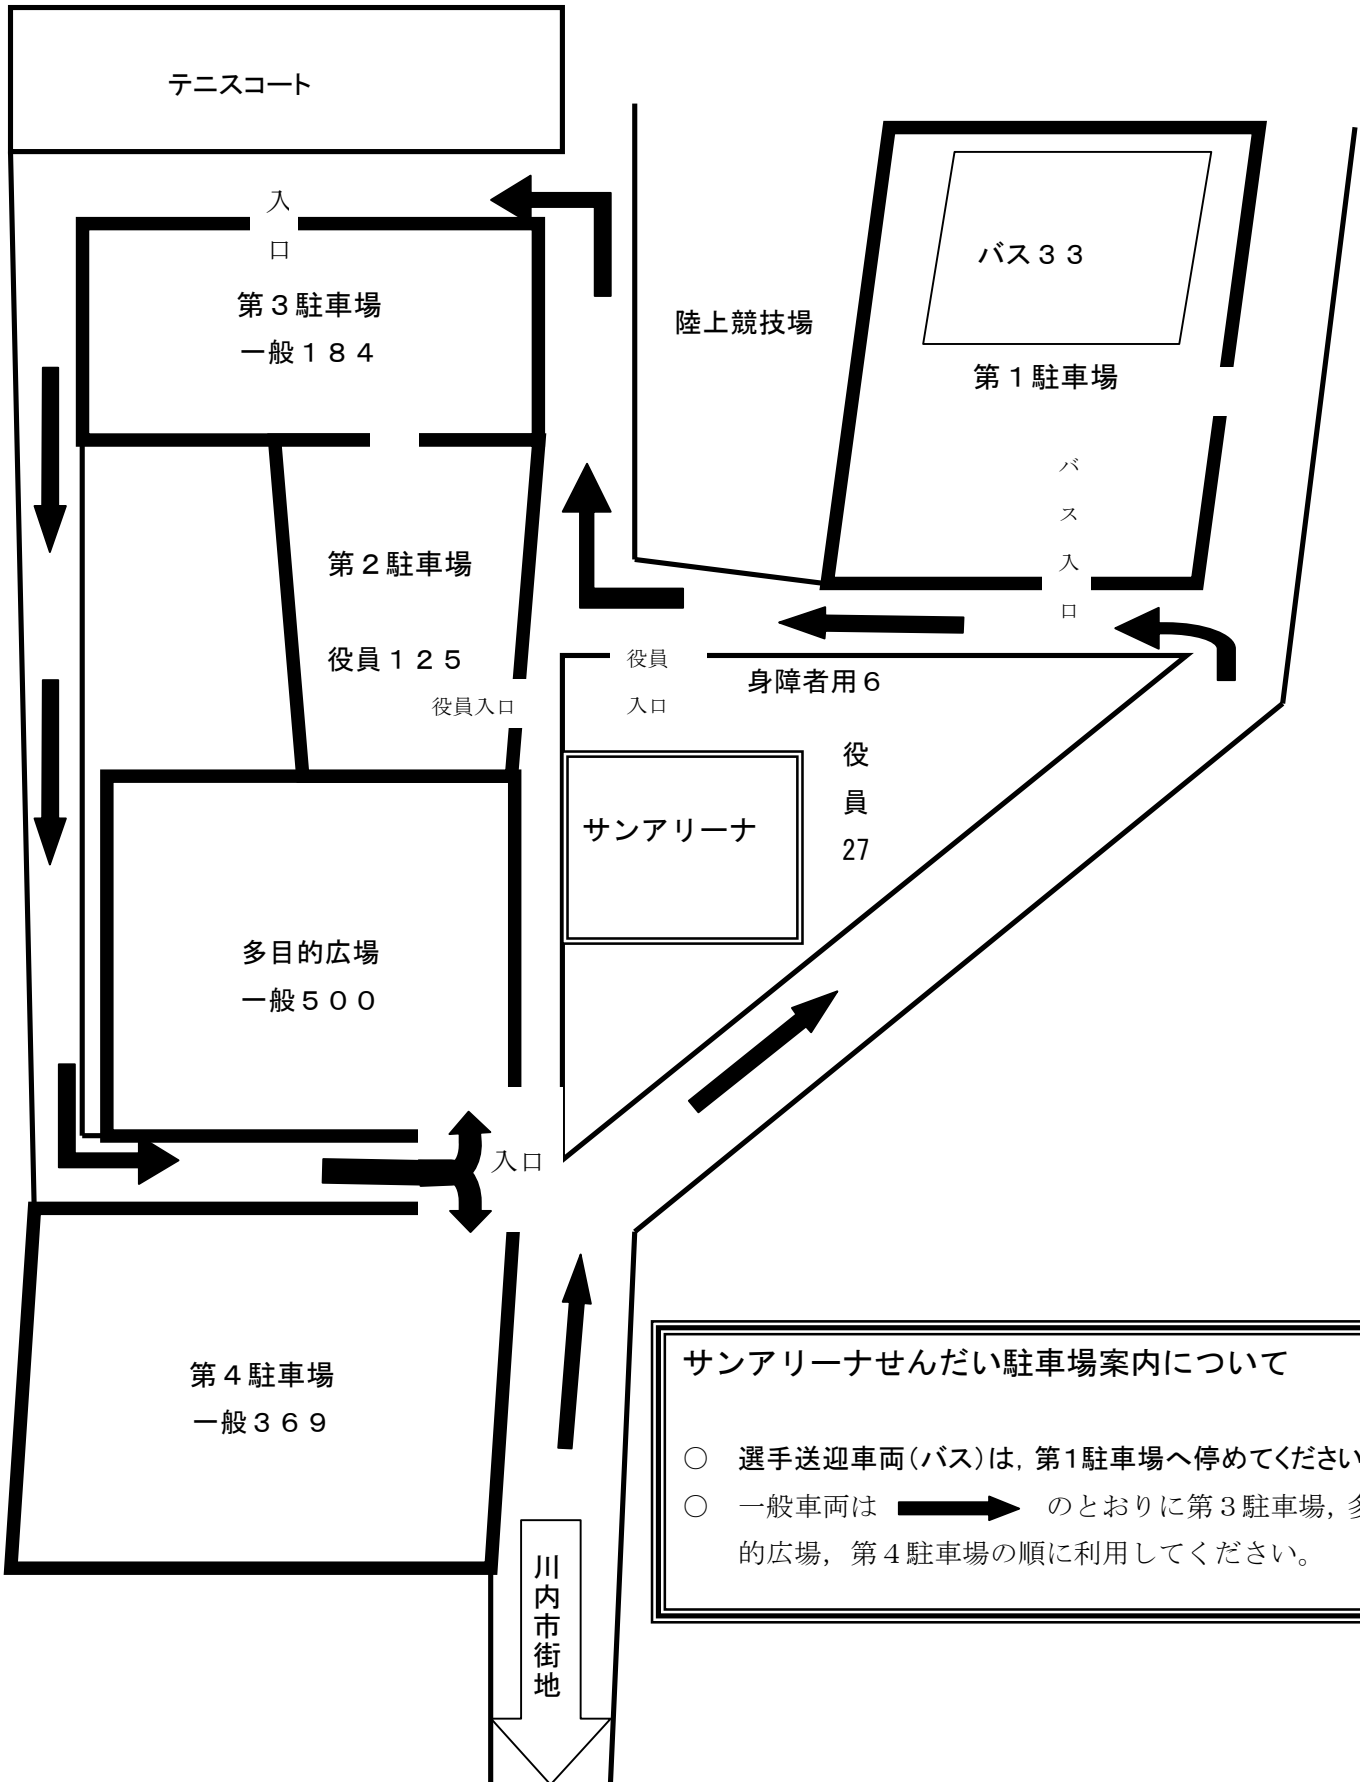 テニスコート
入
口
第３駐車場
一般１８４
陸上競技場
バス３３
第１駐車場
バ
ス
入
口
第２駐車場
役員１２５
役員入口
役員
入口
身障者用６
役
員
27
サンアリーナ
多目的広場
一般５００
入口
第４駐車場
一般３６９
川内市街地
サンアリーナせんだい駐車場案内について
○　選手送迎車両（バス）は，第１駐車場へ停めてください
○　一般車両は　のとおりに第３駐車場，多
的広場，第４駐車場の順に利用してください。